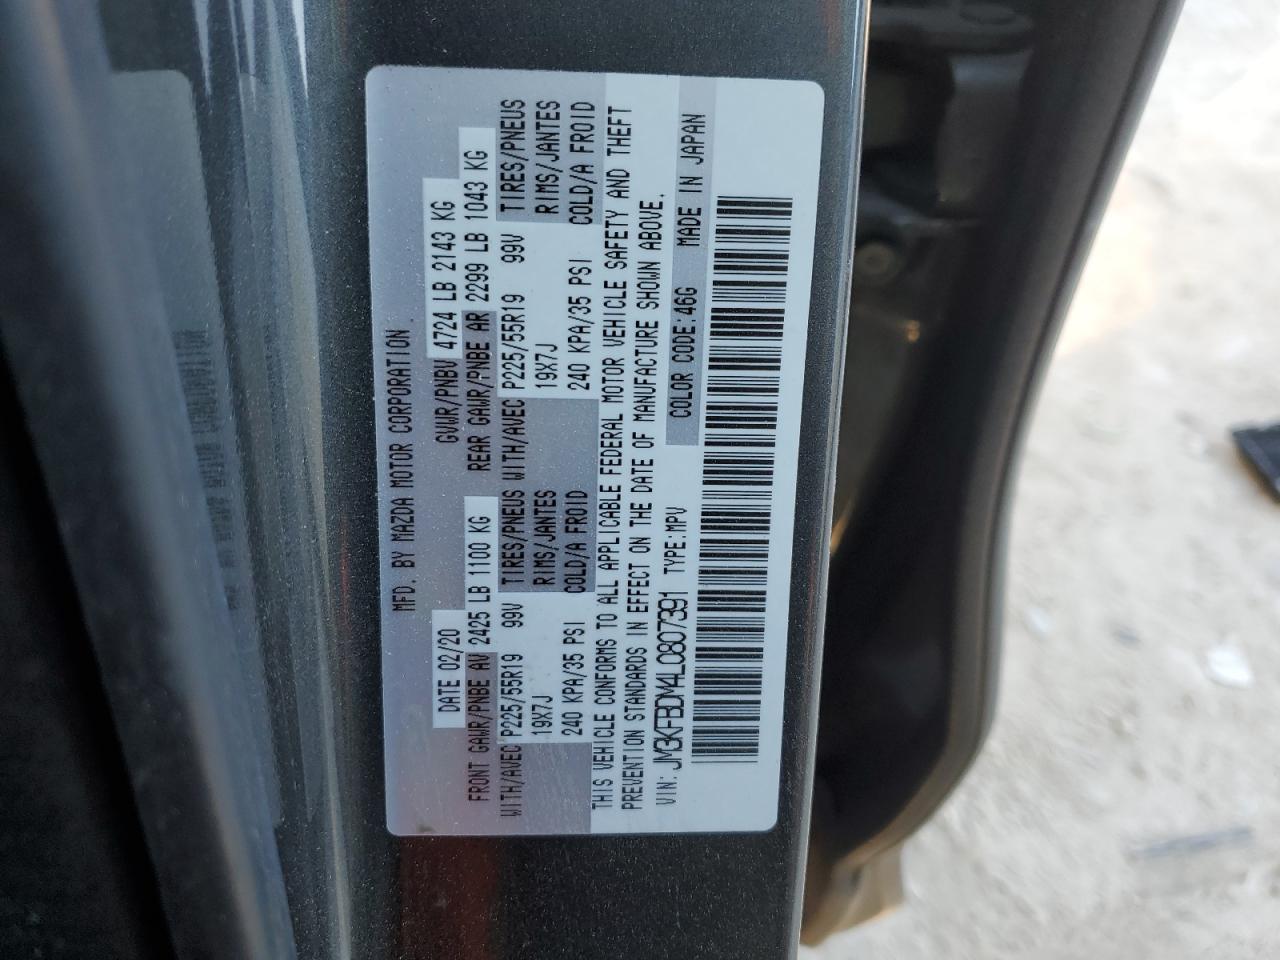 MFD. BY MAZDA MOTOR CORPORATION
DATE 02/20 GVWR/PNBV 4724 LB 2143 KG
FRONT GAWR/PNBE AV 2425 LB 1100 KG REAR GAWR/PNBE AR 2299 LB 1043 KG
WITH/AVEC P225/55R19 99V TIRES/PNEUS WITH/AVEC P225/55R19 99V TIRES/PNEUS
19X7J RIMS/JANTES 19X7J RIMS/JANTES
240 KPA/35 PSI COLD/A FROID 240 KPA/35 PSI COLD/A FROID
THIS VEHICLE CONFORMS TO ALL APPLICABLE FEDERAL MOTOR VEHICLE SAFETY AND THEFT
PREVENTION STANDARDS IN EFFECT ON THE DATE OF MANUFACTURE SHOWN ABOVE.
VIN: JM3KFBDM4L0807391 TYPE:MPV COLOR CODE:46G MADE IN JAPAN